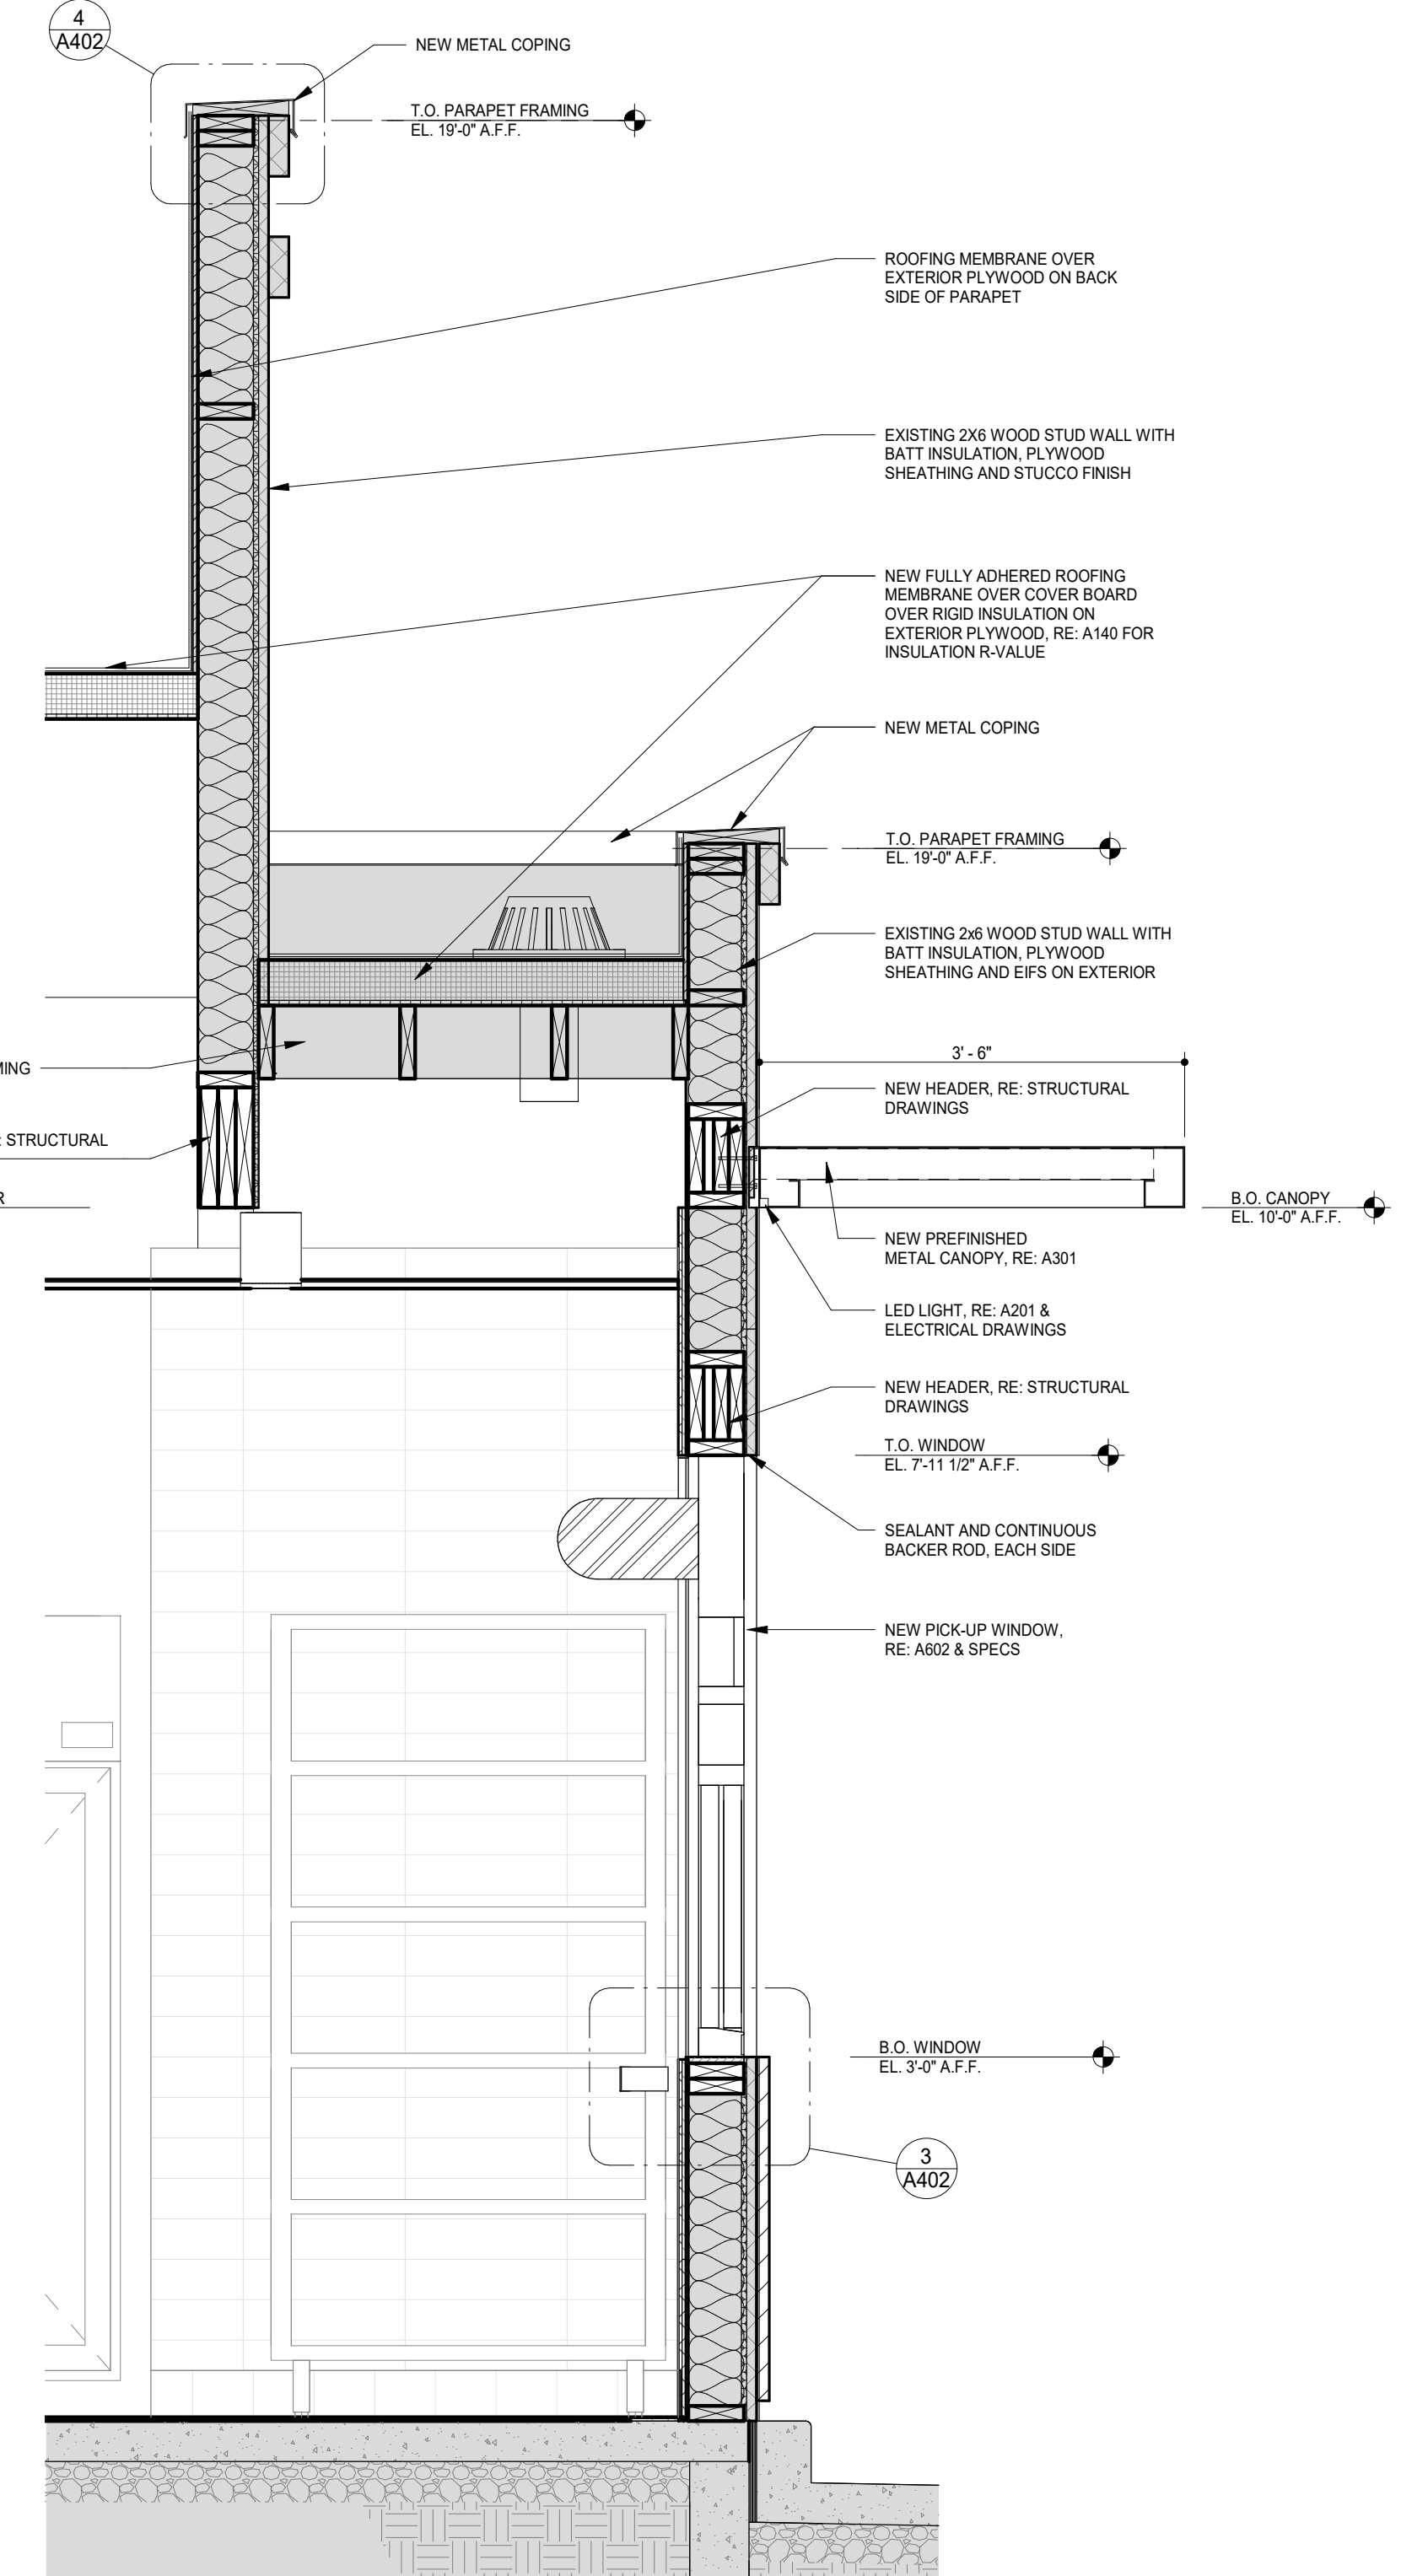 4
A402
NEW METAL COPING
T.O. PARAPET FRAMING
EL. 19'-0" A.F.F.
ROOFING MEMBRANE OVER
EXTERIOR PLYWOOD ON BACK
SIDE OF PARAPET
EXISTING 2X6 WOOD STUD WALL WITH
BATT INSULATION, PLYWOOD
SHEATHING AND STUCCO FINISH
NEW FULLY ADHERED ROOFING
MEMBRANE OVER COVER BOARD
OVER RIGID INSULATION ON
EXTERIOR PLYWOOD, RE: A140 FOR
INSULATION R-VALUE
NEW METAL COPING
T.O. PARAPET FRAMING
EL. 19'-0" A.F.F.
EXISTING 2x6 WOOD STUD WALL WITH
BATT INSULATION, PLYWOOD
SHEATHING AND EIFS ON EXTERIOR
3' - 6"
MING
NEW HEADER, RE: STRUCTURAL
DRAWINGS
: STRUCTURAL
R
B.O. CANOPY
EL. 10'-0" A.F.F.
NEW PREFINISHED
METAL CANOPY, RE: A301
LED LIGHT, RE: A201 &
ELECTRICAL DRAWINGS
NEW HEADER, RE: STRUCTURAL
DRAWINGS
T.O. WINDOW
EL. 7'-11 1/2" A.F.F.
SEALANT AND CONTINUOUS
BACKER ROD, EACH SIDE
NEW PICK-UP WINDOW,
RE: A602 & SPECS
B.O. WINDOW
EL. 3'-0" A.F.F.
3
A402